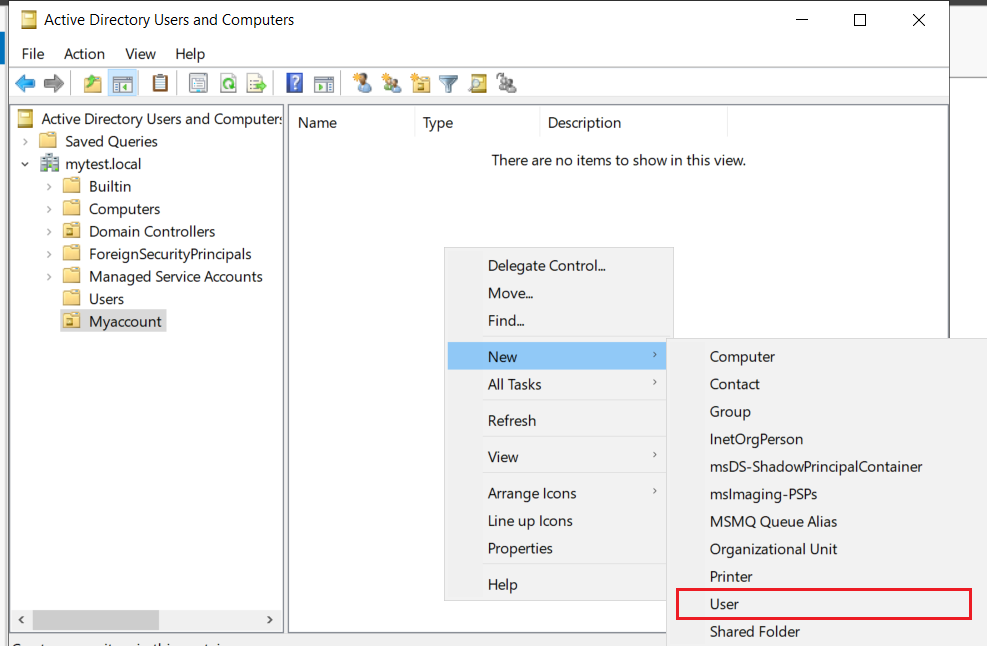 Active Directory Users and Computers
File Action View Help
Active Directory Users and Computers
Saved Queries
mytest.local
Builtin
Computers
Domain Controllers
ForeignSecurityPrincipals
Managed Service Accounts
Users
Myaccount
Name Type Description
There are no items to show in this view.
Delegate Control...
Move...
Find...
New
All Tasks
Refresh
View
Arrange Icons
Line up Icons
Properties
Help
Computer
Contact
Group
InetOrgPerson
msDS-ShadowPrincipalContainer
msImaging-PSPs
MSMQ Queue Alias
Organizational Unit
Printer
User
Shared Folder